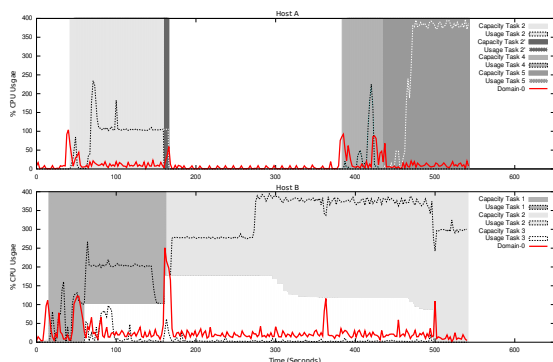 Host A
% CPU Usgae
400
350
300
250
200
150
100
50
0
0
100
200
300
400
500
600
Capacity Task 2
Usage Task 2
Capacity Task 2'
Usage Task 2'
Capacity Task 4
Usage Task 4
Capacity Task 5
Usage Task 5
Domain-0
Host B
% CPU Usgae
400
350
300
250
200
150
100
50
0
0
100
200
300
400
500
600
Capacity Task 1
Usage Task 1
Capacity Task 2
Usage Task 2
Capacity Task 3
Usage Task 3
Domain-0
Time (Seconds)